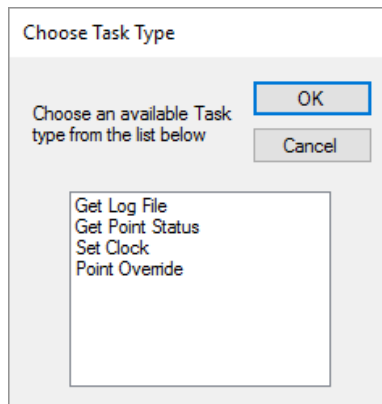 Choose Task Type
OK
Choose an available Task
type from the list below
Cancel
Get Log File
Get Point Status
Set Clock
Point Override